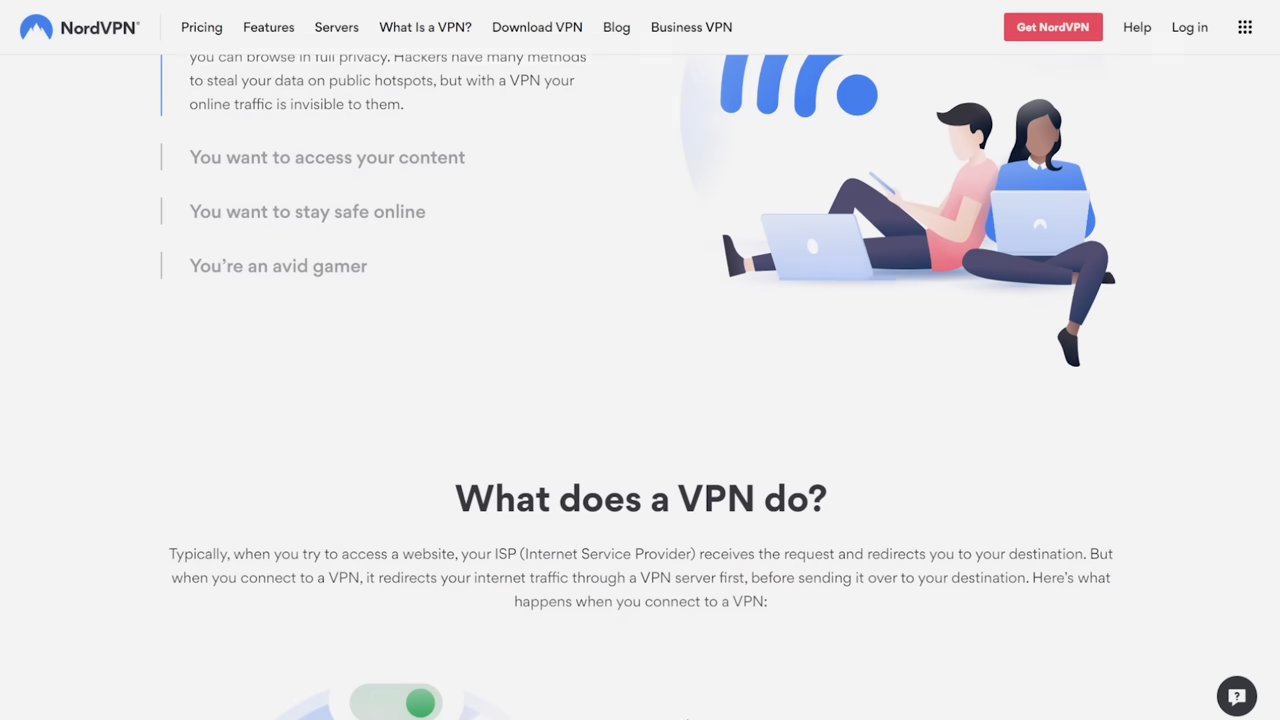 NordVPN®
Pricing
Features
Servers
What Is a VPN?
Download VPN
Blog
Business VPN
Get NordVPN
Help
Log in
you can browse in full privacy. Hackers have many methods
to steal your data on public hotspots, but with a VPN your
online traffic is invisible to them.
You want to access your content
You want to stay safe online
You’re an avid gamer
What does a VPN do?
Typically, when you try to access a website, your ISP (Internet Service Provider) receives the request and redirects you to your destination. But
when you connect to a VPN, it redirects your internet traffic through a VPN server first, before sending it over to your destination. Here’s what
happens when you connect to a VPN: